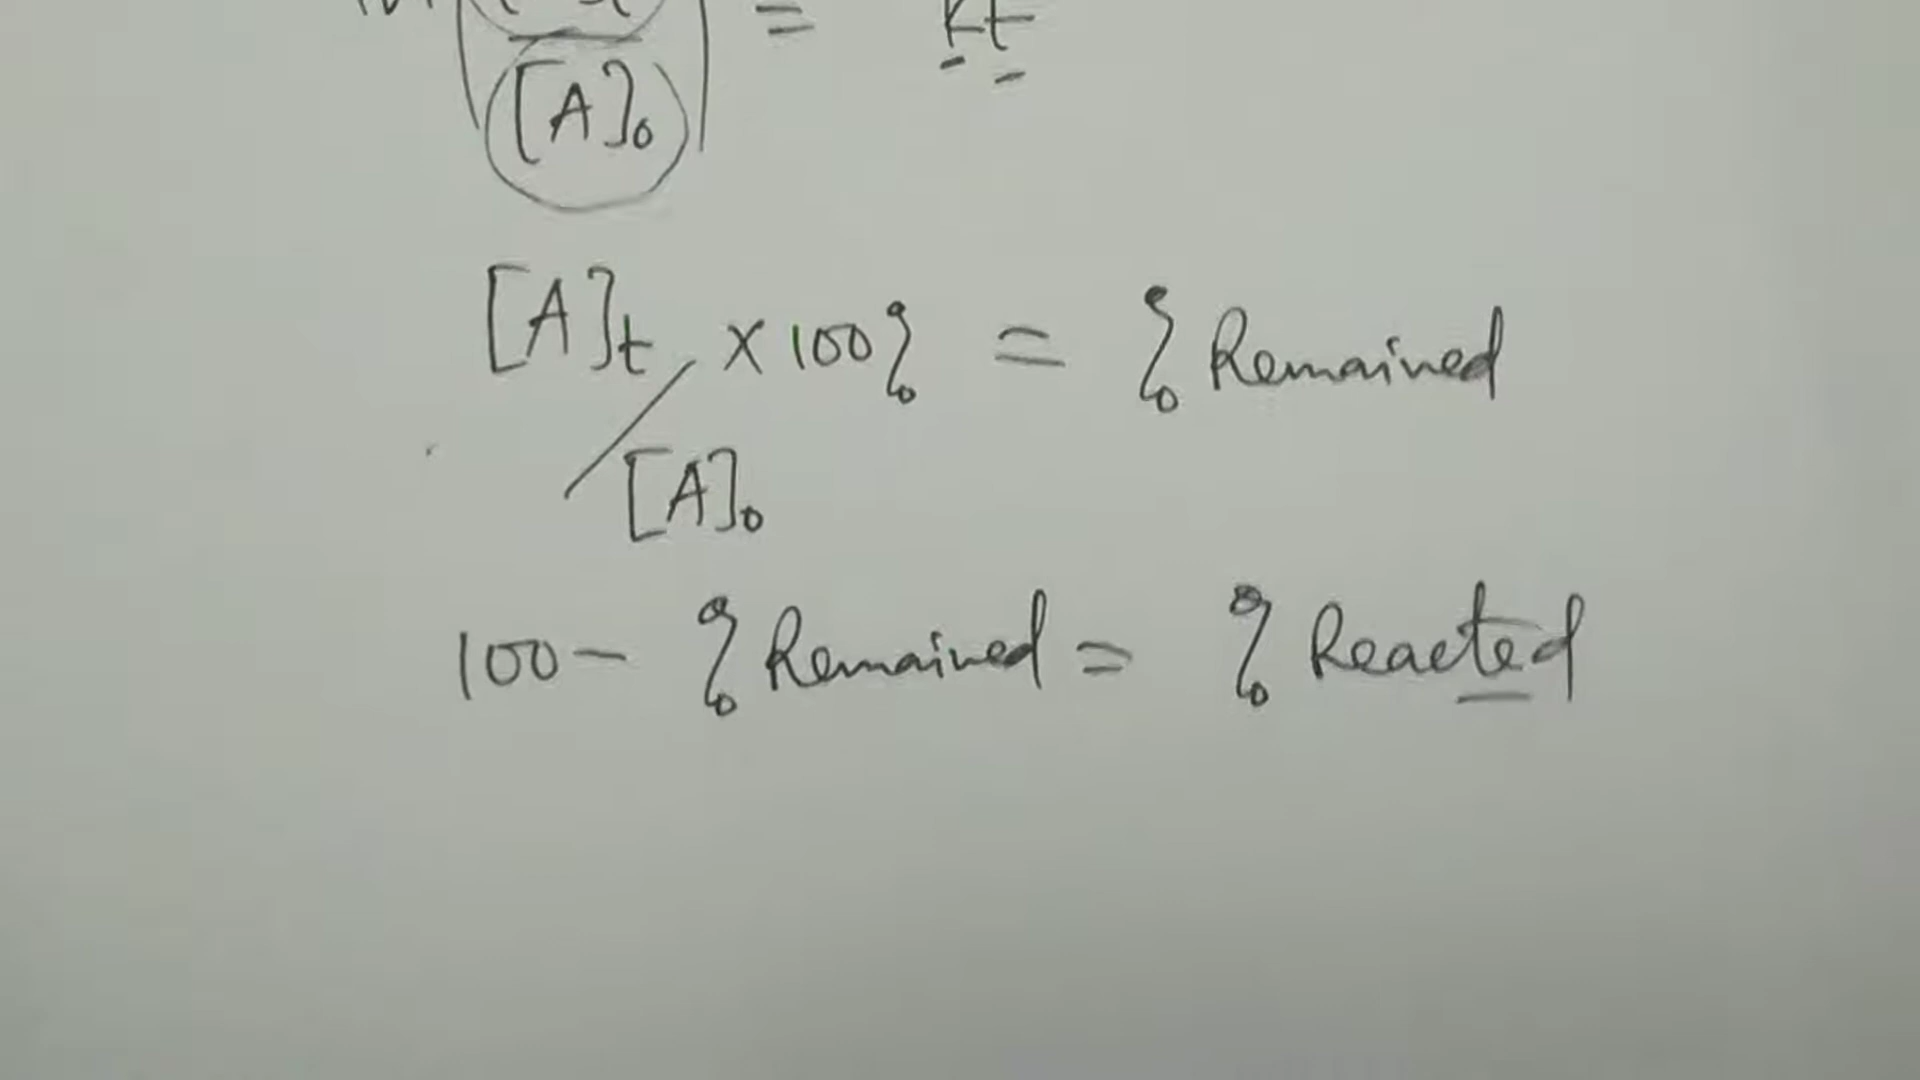 = kt
[A]₀
[A]t × 100% = % Remained
[A]₀
100 - % Remained = % Reacted